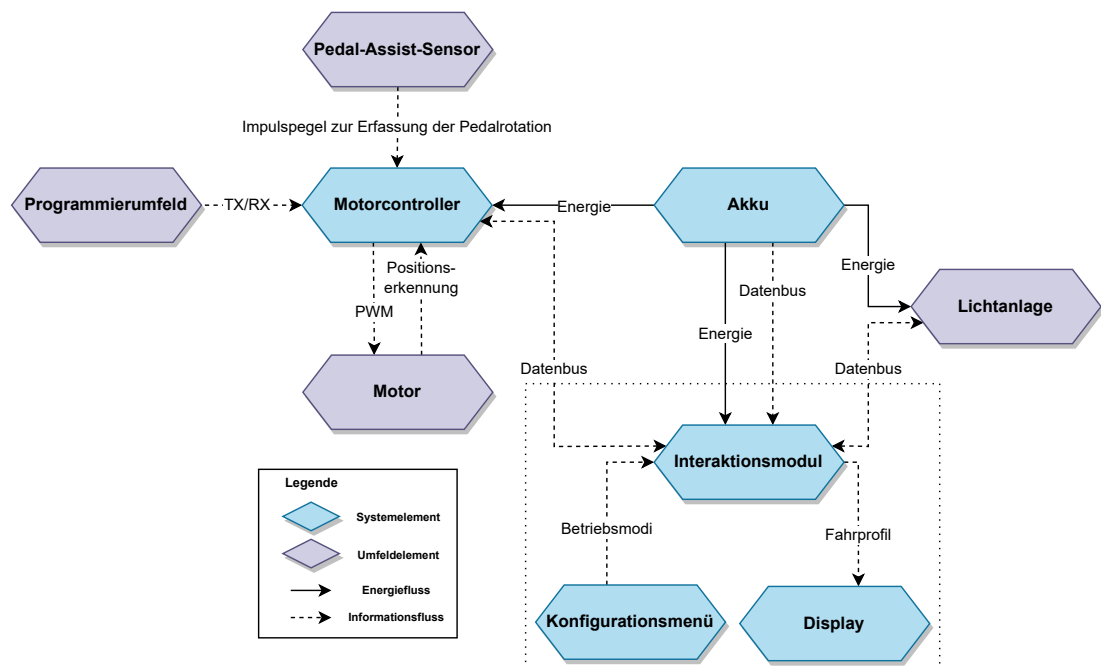 Pedal-Assist-Sensor
Impulspegel zur Erfassung der Pedalrotation
Programmierumfeld
TX/RX
Motorcontroller
Energie
Akku
Energie
Positions-
erkennung
Datenbus
Lichtanlage
PWM
Energie
Motor
Datenbus
Datenbus
Interaktionsmodul
Legende
Systemelement
Umfeldelement
Energiefluss
Informationsfluss
Betriebsmodi
Fahrprofil
Konfigurationsmenü
Display